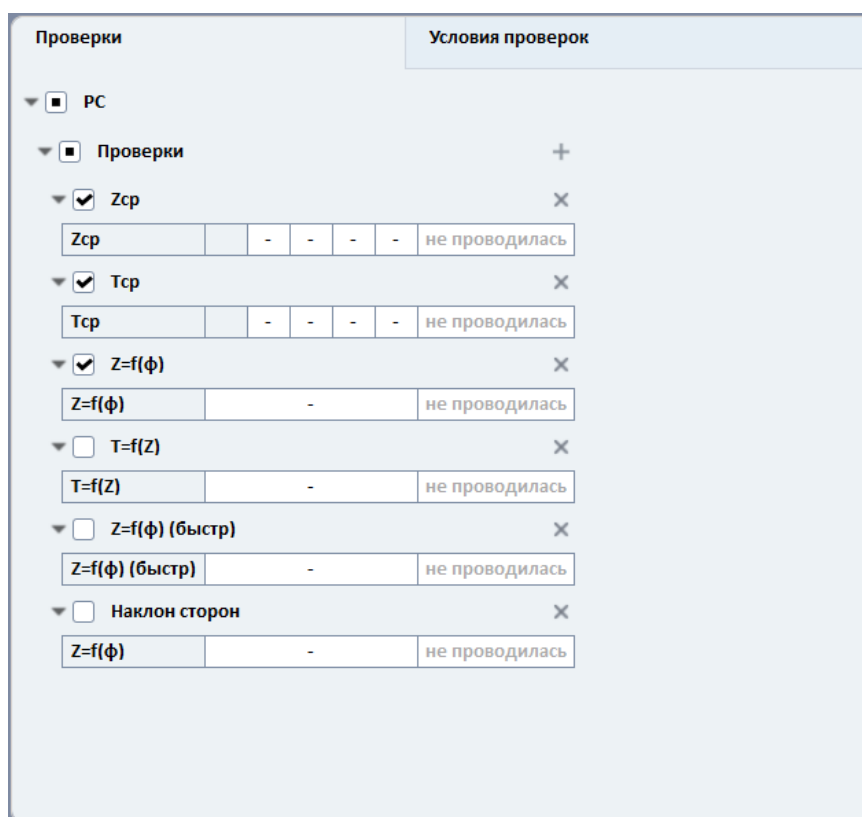 Проверки Условия проверок
РС
Проверки
Zср
Zср - - - - не проводилась
Тср
Тср - - - - не проводилась
Z=f(ф)
Z=f(ф) - не проводилась
T=f(Z)
T=f(Z) - не проводилась
Z=f(ф) (быстр)
Z=f(ф) (быстр) - не проводилась
Наклон сторон
Z=f(ф) - не проводилась